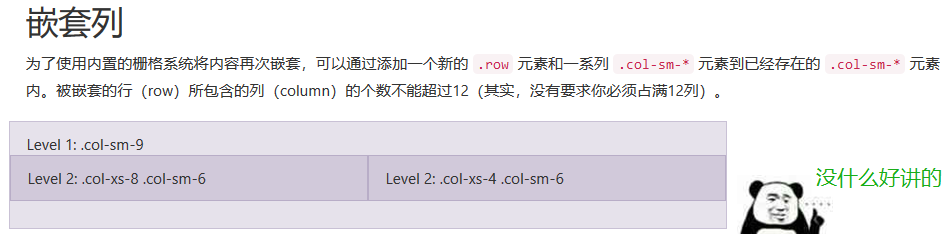 嵌套列
为了使用内置的栅格系统将内容再次嵌套，可以通过添加一个新的 .row 元素和一系列 .col-sm-* 元素到已经存在的 .col-sm-* 元素
内。被嵌套的行（row）所包含的列（column）的个数不能超过12（其实，没有要求你必须占满12列）。
Level 1: .col-sm-9
Level 2: .col-xs-8 .col-sm-6
Level 2: .col-xs-4 .col-sm-6
没什么好讲的